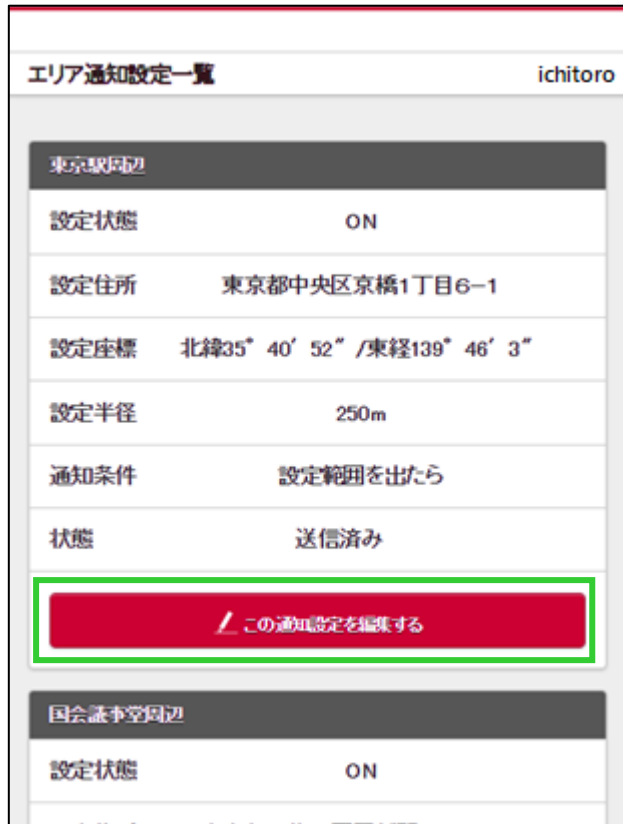 エリア通知設定一覧 ichitoro
東京駅周辺
設定状態 ON
設定住所 東京都中央区京橋1丁目6−1
設定座標 北緯35°40′52″/東経139°46′3″
設定半径 250m
通知条件 設定範囲を出たら
状態 送信済み
この通知設定を編集する
国会議事堂周辺
設定状態 ON